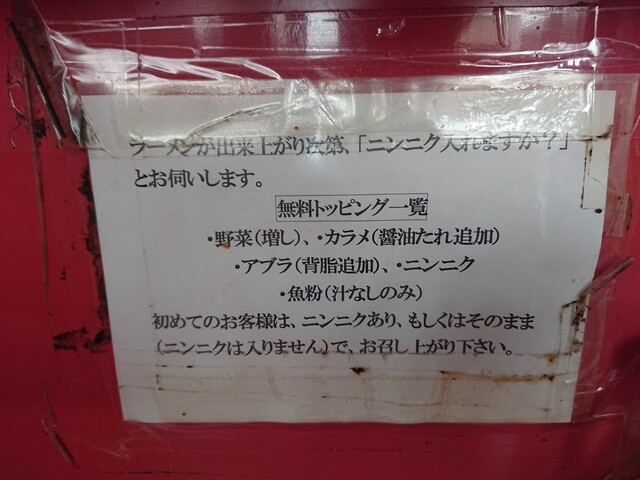 ラーメンが出来上がり次第、「ニンニク入れますか？」
とお伺いします。
無料トッピング一覧
・野菜(増し)、・カラメ(醤油たれ追加)
・アブラ(背脂追加)、・ニンニク
・魚粉(汁なしのみ)
初めてのお客様は、ニンニクあり、もしくはそのまま
(ニンニクは入りません)で、お召し上がり下さい。